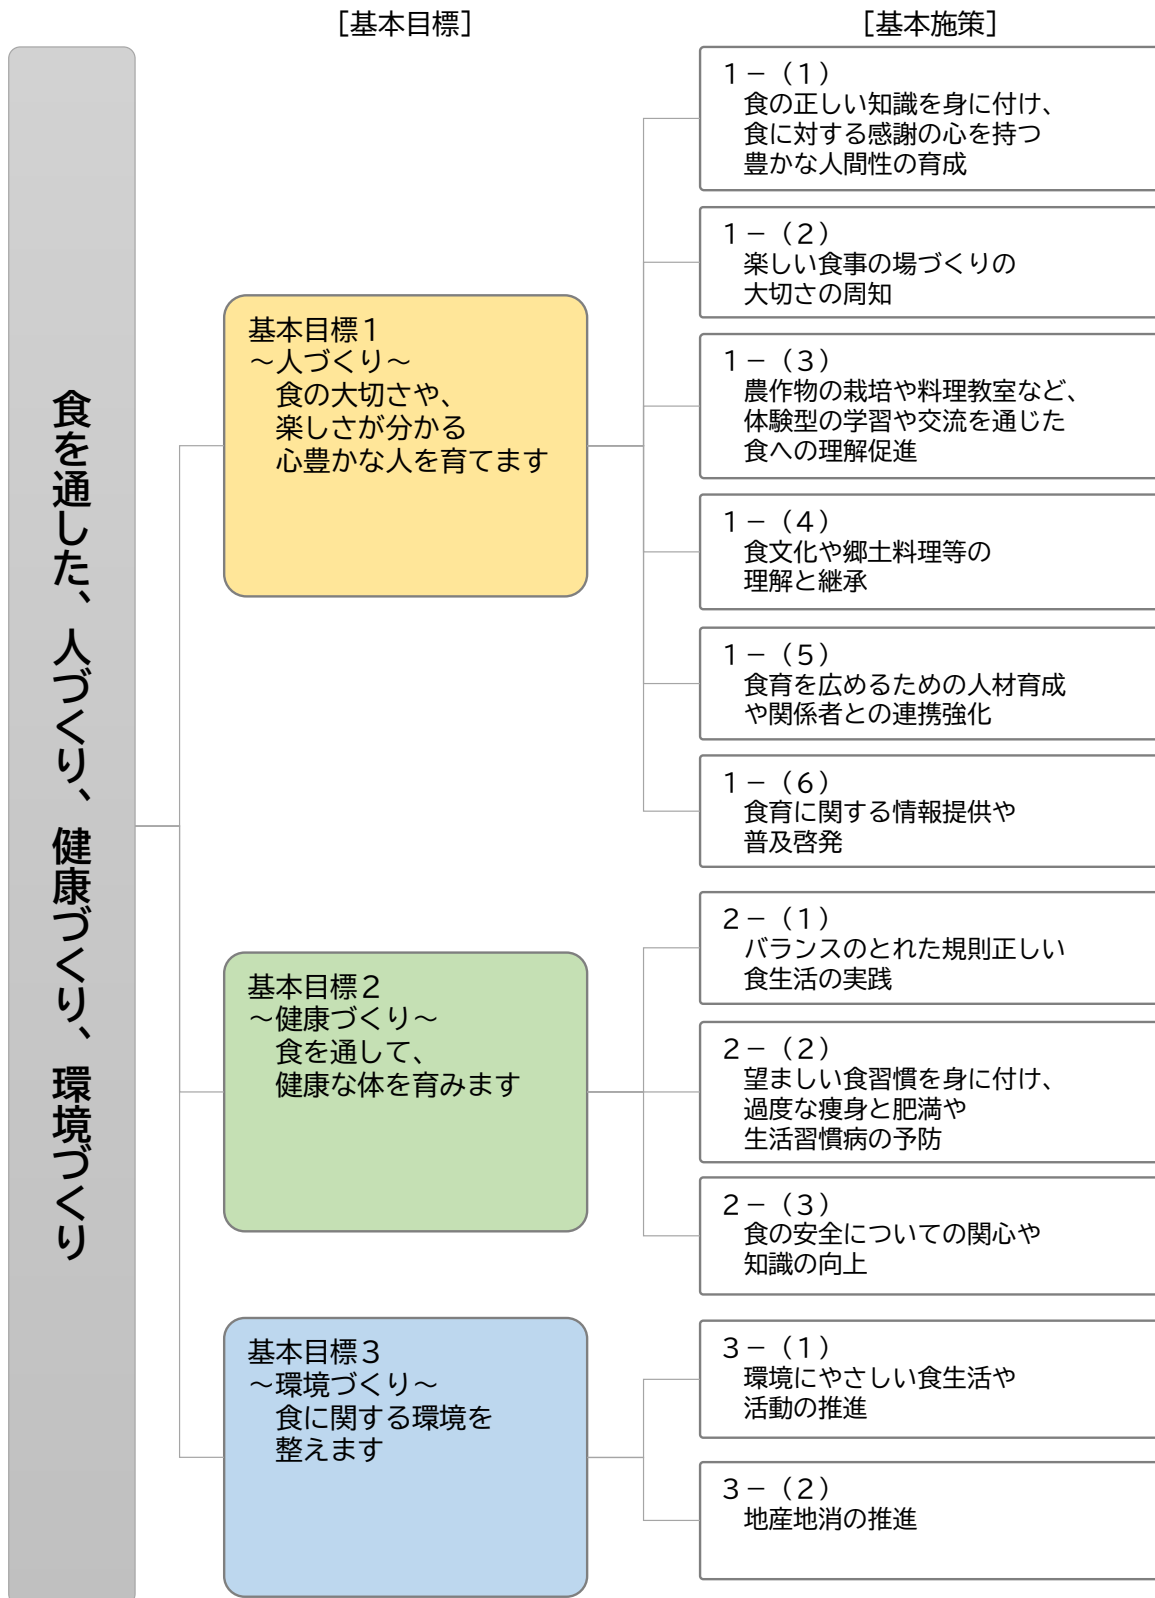 [基本目標]
[基本施策]
食を通した、人づくり、健康づくり、環境づくり
基本目標1
~人づくり~
食の大切さや、
楽しさが分かる
心豊かな人を育てます
1-(1)
食の正しい知識を身に付け、
食に対する感謝の心を持つ
豊かな人間性の育成
1-(2)
楽しい食事の場づくりの
大切さの周知
1-(3)
農作物の栽培や料理教室など、
体験型の学習や交流を通じた
食への理解促進
1-(4)
食文化や郷土料理等の
理解と継承
1-(5)
食育を広めるための人材育成
や関係者との連携強化
1-(6)
食育に関する情報提供や
普及啓発
基本目標2
~健康づくり~
食を通して、
健康な体を育みます
2-(1)
バランスのとれた規則正しい
食生活の実践
2-(2)
望ましい食習慣を身に付け、
過度な痩身と肥満や
生活習慣病の予防
2-(3)
食の安全についての関心や
知識の向上
基本目標3
~環境づくり~
食に関する環境を
整えます
3-(1)
環境にやさしい食生活や
活動の推進
3-(2)
地産地消の推進